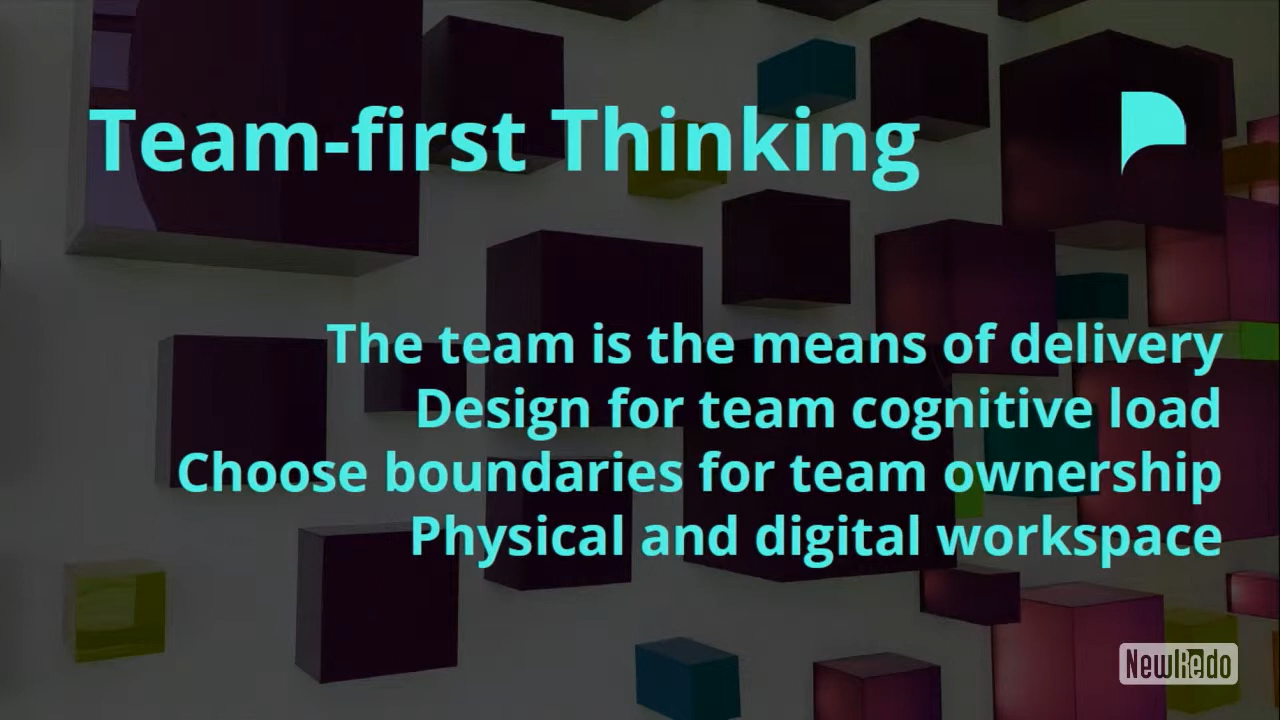 Team-first Thinking
The team is the means of delivery
Design for team cognitive load
Choose boundaries for team ownership
Physical and digital workspace
NewRedo